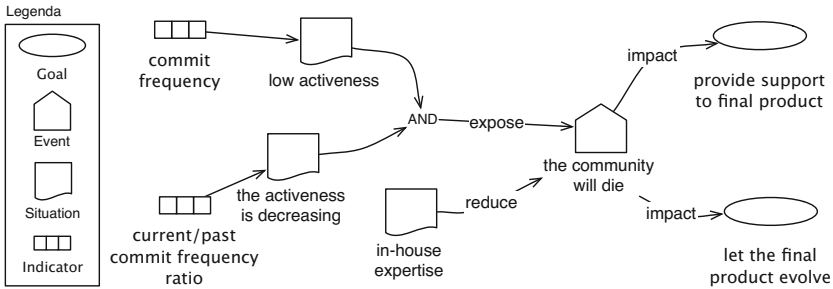 Legenda
Goal
Event
Situation
Indicator
commit
frequency
low activeness
current/past
commit frequency
ratio
the activeness
is decreasing
AND
expose
in-house
expertise
reduce
the community
will die
impact
provide support
to final product
impact
let the final
product evolve